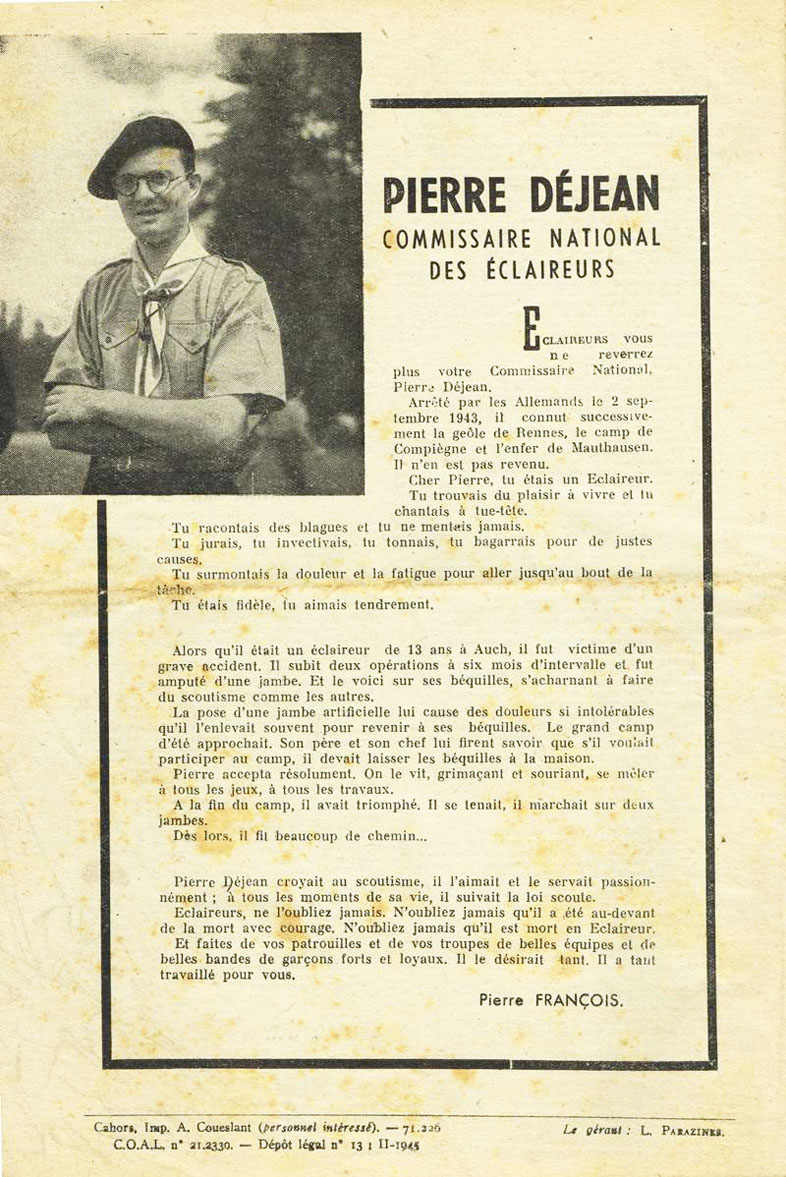 PIERRE DÉJEAN
COMMISSAIRE NATIONAL
DES ÉCLAIREURS
ECLAIREURS vous
ne reverrez
plus votre Commissaire National,
Pierre Déjean.
Arrêté par les Allemands le 2 sep-
tembre 1943, il connut successive-
ment la geôle de Rennes, le camp de
Compiègne et l'enfer de Mauthausen.
Il n'en est pas revenu.
Cher Pierre, tu étais un Eclaireur.
Tu trouvais du plaisir à vivre et tu
chantais à tue-tête.
Tu racontais des blagues et tu ne mentais jamais.
Tu jurais, tu invectivais, tu tonnais, tu bagarrais pour de justes
causes.
Tu surmontais la douleur et la fatigue pour aller jusqu'au bout de la
tâche.
Tu étais fidèle, tu aimais tendrement.
Alors qu'il était un éclaireur de 13 ans à Auch, il fut victime d'un
grave accident. Il subit deux opérations à six mois d'intervalle et fut
amputé d'une jambe. Et le voici sur ses béquilles, s'acharnant à faire
du scoutisme comme les autres.
La pose d'une jambe artificielle lui cause des douleurs si intolérables
qu'il l'enlevait souvent pour revenir à ses béquilles. Le grand camp
d'été approchait. Son père et son chef lui firent savoir que s'il voulait
participer au camp, il devait laisser les béquilles à la maison.
Pierre accepta résolument. On le vit, grimaçant et souriant, se mêler
à tous les jeux, à tous les travaux.
A la fin du camp, il avait triomphé. Il se tenait, il marchait sur deux
jambes.
Dès lors, il fit beaucoup de chemin...
Pierre Déjean croyait au scoutisme, il l'aimait et le servait passion-
nément ; à tous les moments de sa vie, il suivait la loi scoute.
Eclaireurs, ne l'oubliez jamais. N'oubliez jamais qu'il a été au-devant
de la mort avec courage. N'oubliez jamais qu'il est mort en Eclaireur.
Et faites de vos patrouilles et de vos troupes de belles équipes et de
belles bandes de garçons forts et loyaux. Il le désirait tant. Il a tant
travaillé pour vous.
Pierre FRANÇOIS.
Cahors, Imp. A. Coueslant (personnel intéressé). — 71.226
C.O.A.L. n° 21.2330. — Dépôt légal n° 13 : II-1945
Le gérant : L. PARAZINES.